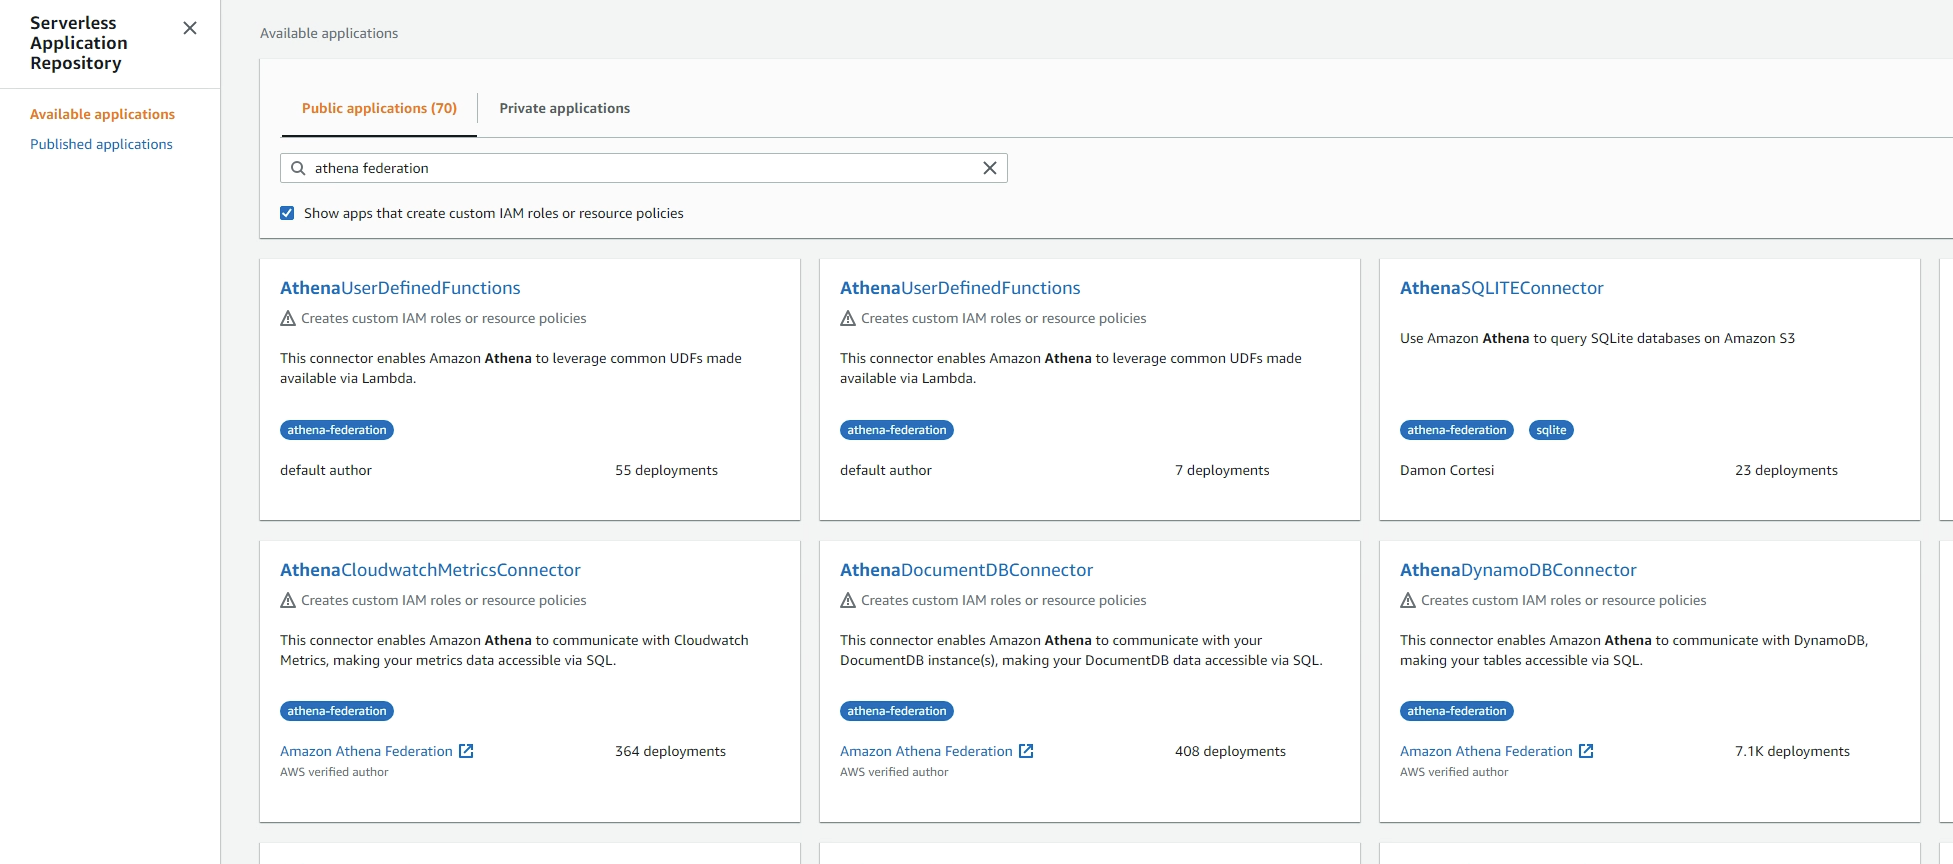 Serverless
Application
Repository
Available applications
Published applications
Available applications
Public applications (70)
Private applications
athena federation
Show apps that create custom IAM roles or resource policies
AthenaUserDefinedFunctions
Creates custom IAM roles or resource policies
This connector enables Amazon Athena to leverage common UDFs made
available via Lambda.
athena-federation
default author
55 deployments
AthenaUserDefinedFunctions
Creates custom IAM roles or resource policies
This connector enables Amazon Athena to leverage common UDFs made
available via Lambda.
athena-federation
default author
7 deployments
AthenaSQLITEConnector
Use Amazon Athena to query SQLite databases on Amazon S3
athena-federation
sqlite
Damon Cortesi
23 deployments
AthenaCloudwatchMetricsConnector
Creates custom IAM roles or resource policies
This connector enables Amazon Athena to communicate with Cloudwatch
Metrics, making your metrics data accessible via SQL.
athena-federation
Amazon Athena Federation
364 deployments
AWS verified author
AthenaDocumentDBConnector
Creates custom IAM roles or resource policies
This connector enables Amazon Athena to communicate with your
DocumentDB instance(s), making your DocumentDB data accessible via SQL.
athena-federation
Amazon Athena Federation
408 deployments
AWS verified author
AthenaDynamoDBConnector
Creates custom IAM roles or resource policies
This connector enables Amazon Athena to communicate with DynamoDB,
making your tables accessible via SQL.
athena-federation
Amazon Athena Federation
7.1K deployments
AWS verified author